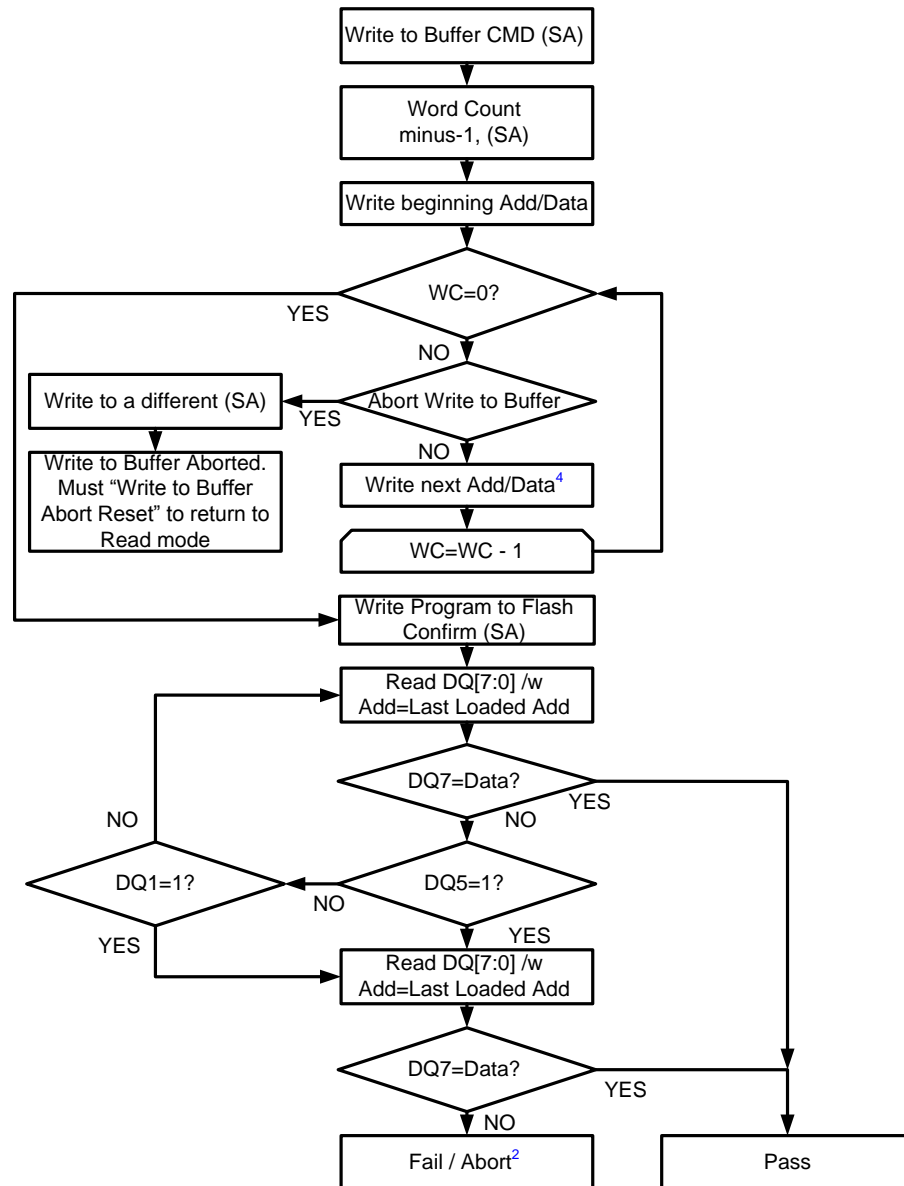 Write to Buffer CMD (SA)
Word Count
minus-1, (SA)
Write beginning Add/Data
WC=0?
YES
NO
Abort Write to Buffer
YES
Write to a different (SA)
NO
Write to Buffer Aborted.
Must “Write to Buffer
Abort Reset” to return to
Read mode
Write next Add/Data4
WC=WC - 1
Write Program to Flash
Confirm (SA)
Read DQ[7:0] /w
Add=Last Loaded Add
DQ7=Data?
YES
NO
NO
DQ1=1?
DQ5=1?
NO
YES
YES
Read DQ[7:0] /w
Add=Last Loaded Add
DQ7=Data?
YES
NO
Fail / Abort2
Pass